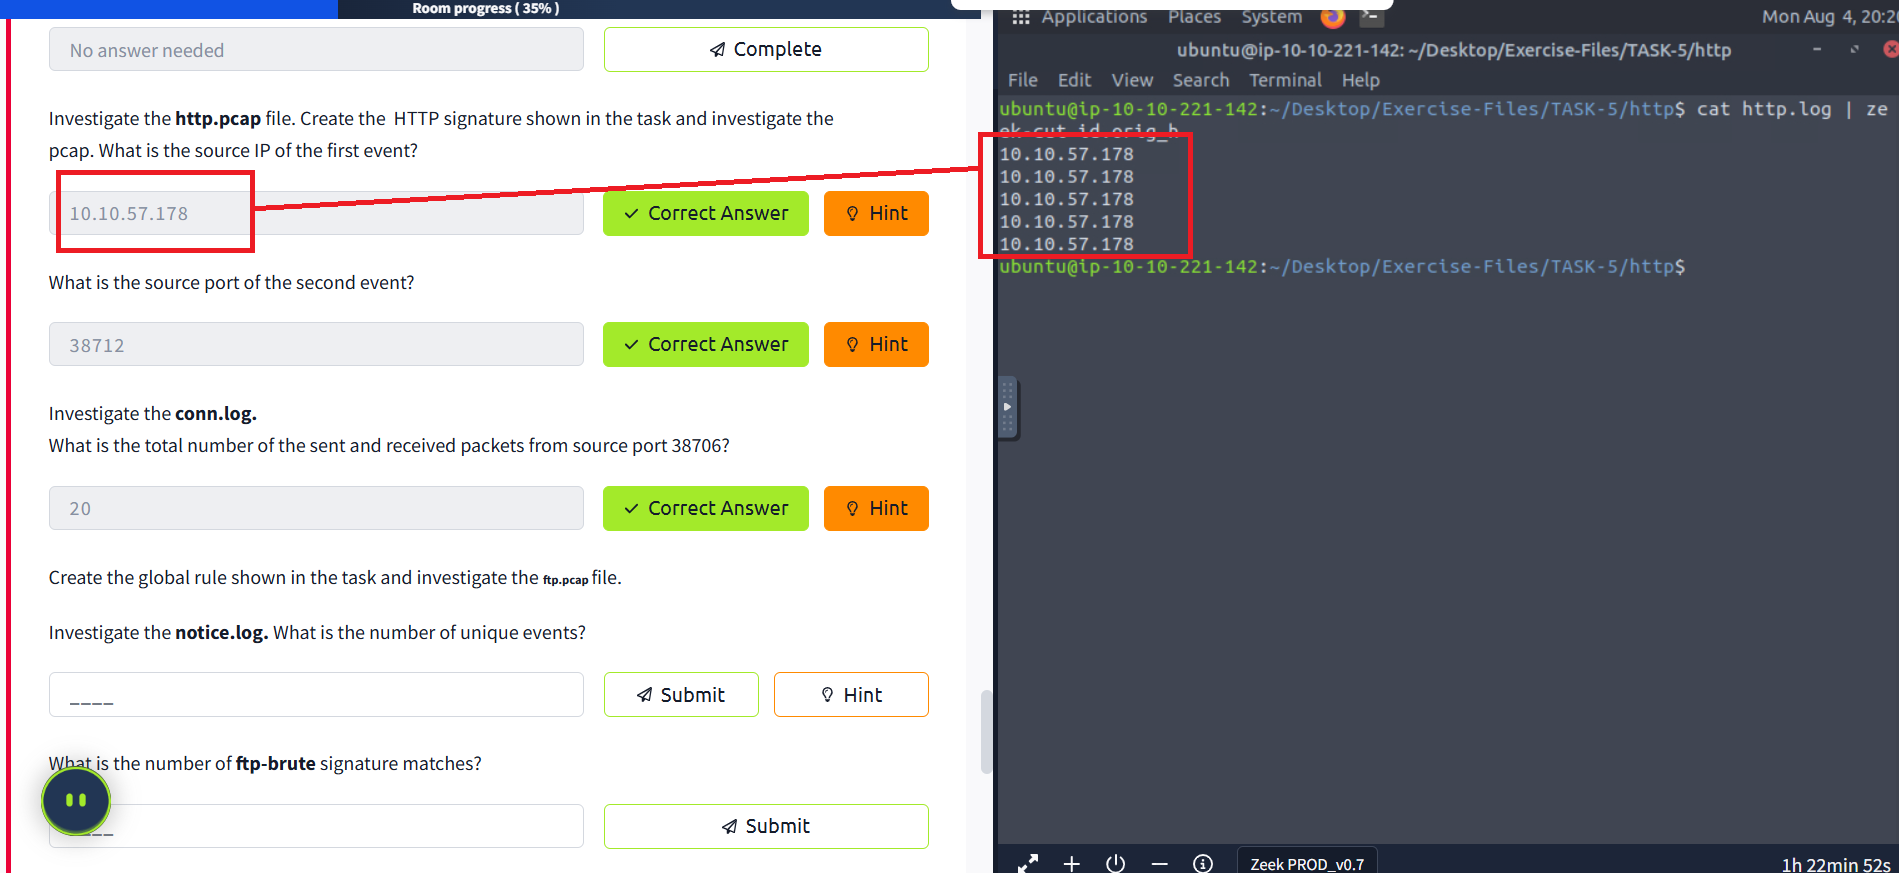 Room progress ( 35% )
No answer needed
Complete
Investigate the http.pcap file. Create the HTTP signature shown in the task and investigate the
pcap. What is the source IP of the first event?
10.10.57.178
Correct Answer
Hint
What is the source port of the second event?
38712
Correct Answer
Hint
Investigate the conn.log.
What is the total number of the sent and received packets from source port 38706?
20
Correct Answer
Hint
Create the global rule shown in the task and investigate the ftp.pcap file.
Investigate the notice.log. What is the number of unique events?
____
Submit
Hint
What is the number of ftp-brute signature matches?
Submit
Applications Places System
Mon Aug 4, 20:2
ubuntu@ip-10-10-221-142: ~/Desktop/Exercise-Files/TASK-5/http
File Edit View Search Terminal Help
ubuntu@ip-10-10-221-142:~/Desktop/Exercise-Files/TASK-5/http$ cat http.log | ze
ek-cut id.orig_h
10.10.57.178
10.10.57.178
10.10.57.178
10.10.57.178
10.10.57.178
ubuntu@ip-10-10-221-142:~/Desktop/Exercise-Files/TASK-5/http$
Zeek PROD_v0.7
1h 22min 52s